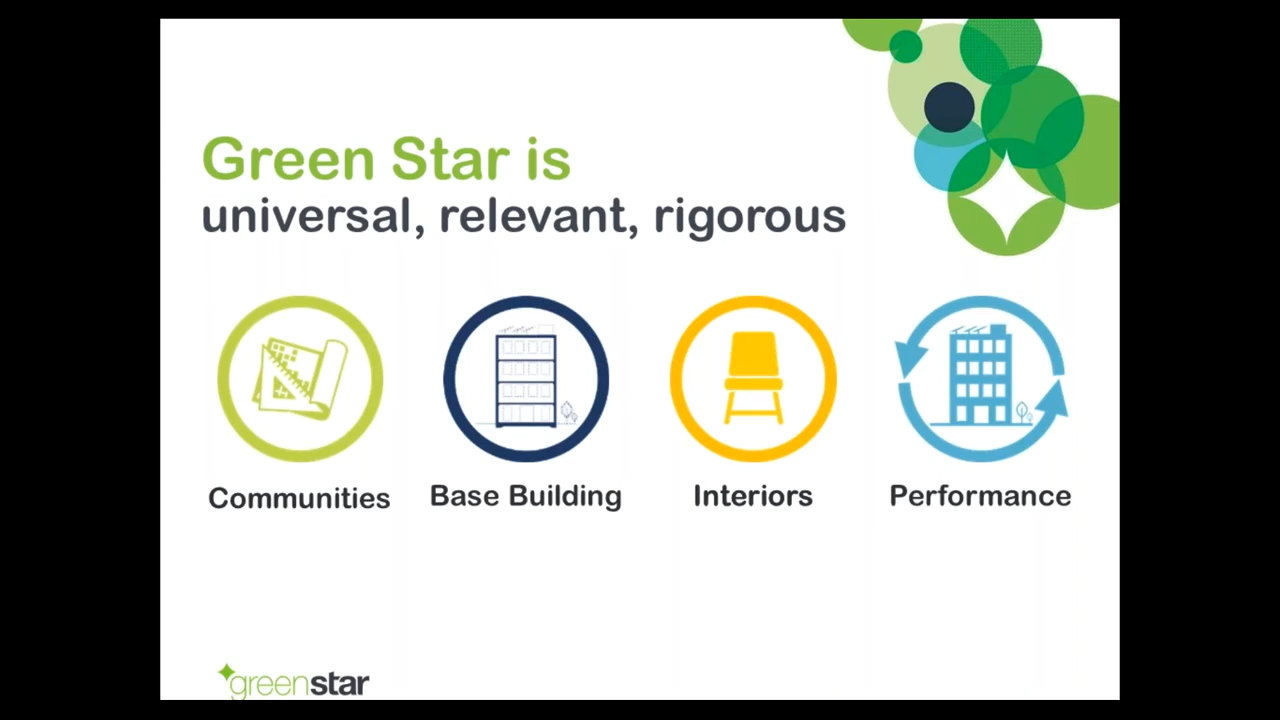 Green Star is
universal, relevant, rigorous
Communities
Base Building
Interiors
Performance
greenstar